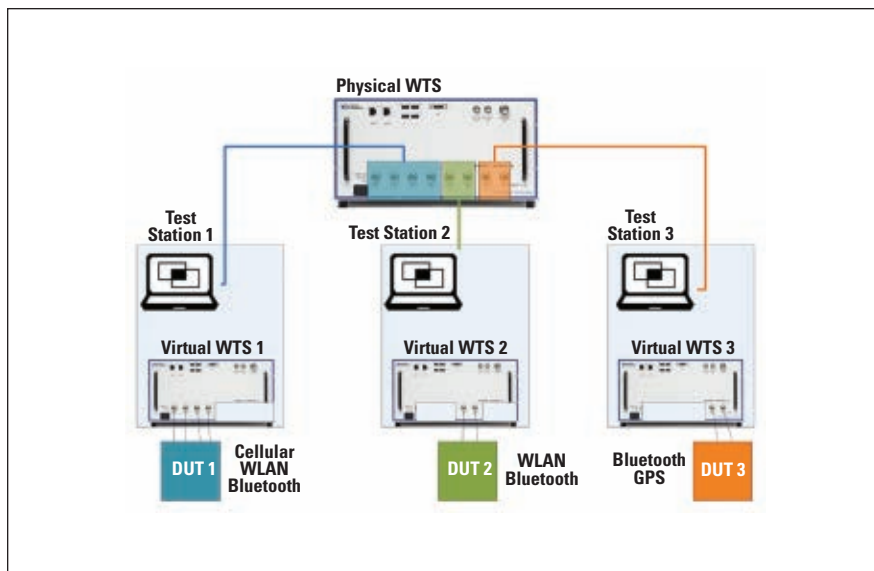 Physical WTS
Test
Station 1
Test Station 2
Test
Station 3
Virtual WTS 1
Virtual WTS 2
Virtual WTS 3
DUT 1
Cellular
WLAN
Bluetooth
DUT 2
WLAN
Bluetooth
Bluetooth
GPS
DUT 3